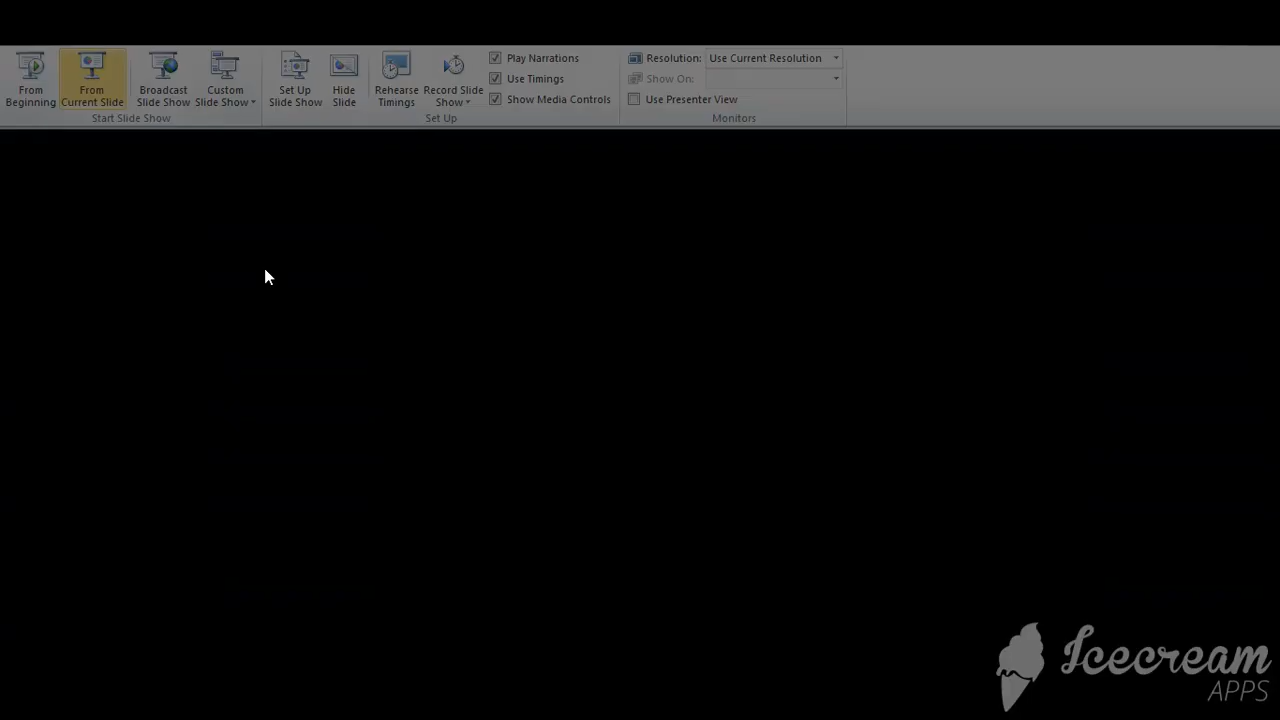 From Beginning
From Current Slide
Broadcast Slide Show
Custom Slide Show
Start Slide Show
Set Up Slide Show
Hide Slide
Rehearse Timings
Record Slide Show
Play Narrations
Use Timings
Show Media Controls
Set Up
Resolution: Use Current Resolution
Show On:
Use Presenter View
Monitors
Icecream
APPS